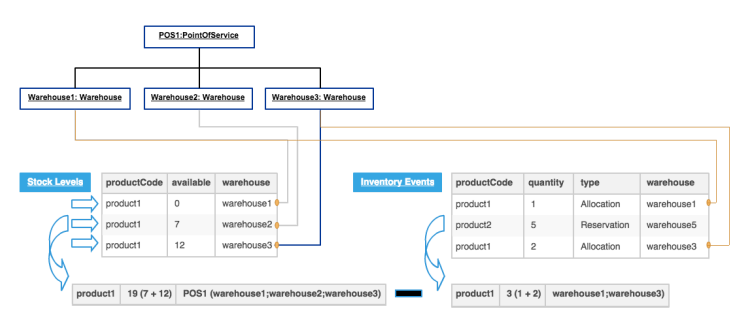 POS1:PointOfService
Warehouse1: Warehouse Warehouse2: Warehouse Warehouse3: Warehouse
Stock Levels
productCode available warehouse
product1 0 warehouse1
product1 7 warehouse2
product1 12 warehouse3
product1 19 (7 + 12) POS1 (warehouse1;warehouse2;warehouse3)
Inventory Events
productCode quantity type warehouse
product1 1 Allocation warehouse1
product2 5 Reservation warehouse5
product1 2 Allocation warehouse3
product1 3 (1 + 2) warehouse1;warehouse3)